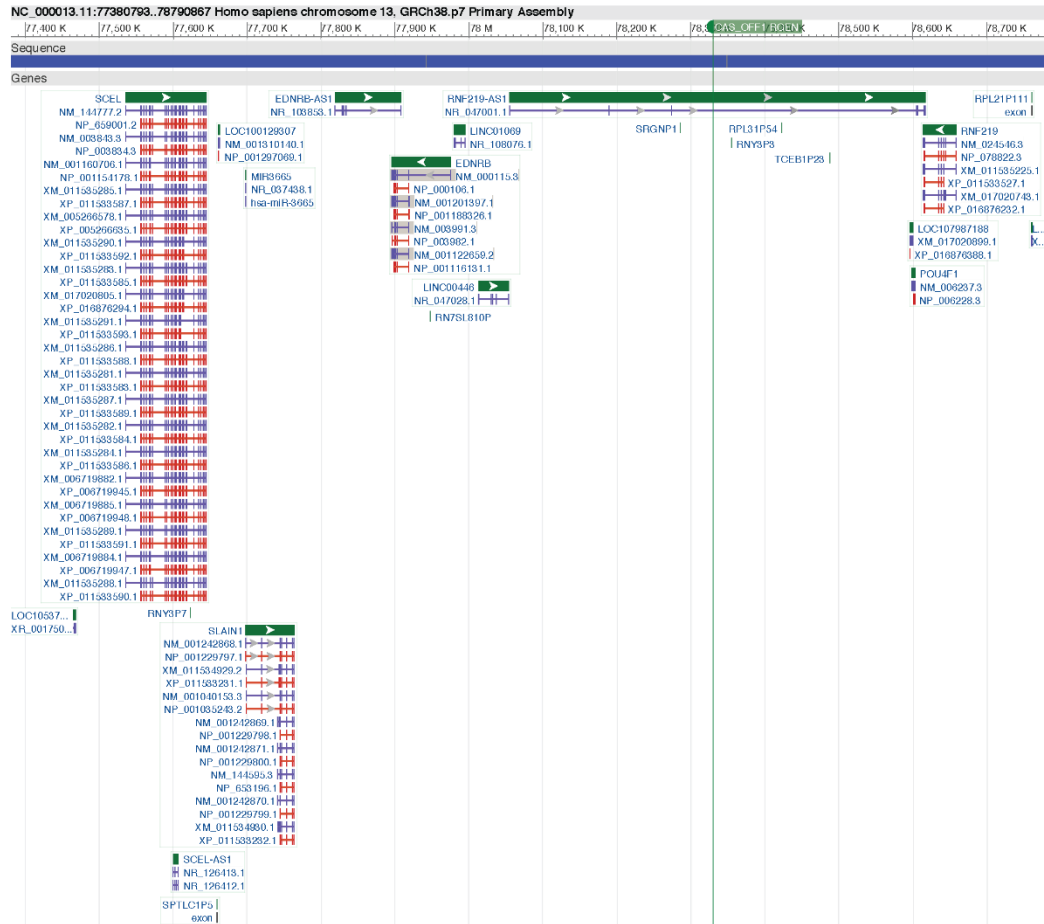 NC_000013.11:77380793..78790867 Homo sapiens chromosome 13, GRCh38.p7 Primary Assembly
77,400 K 77,500 K 77,600 K 77,700 K 77,800 K 77,900 K 78 M 78,100 K 78,200 K 78,3 CAS_OFF1|RGEN K 78,500 K 78,600 K 78,700 K
Sequence
Genes
SCEL EDNRB-AS1 RNF219-AS1 RPL21P111
NM_144777.2 NR_103853.1 NR_047001.1 exon
NP_659001.2 LOC100129307 LINC01069 SRGNP1 RPL31P54 RNF219
NM_003843.3 NM_001310140.1 NR_108076.1 RNY3P3 NM_024546.3
NP_003834.3 NP_001297069.1 EDNRB TCEB1P23 NP_078822.3
NM_001160706.1 MIR3665 NM_000115.3 XM_011535225.1
NP_001154178.1 NR_037438.1 NP_000106.1 XP_011533527.1
XM_011535285.1 hsa-miR-3665 NM_001201397.1 XM_017020743.1
XP_011533587.1 NP_001188326.1 XP_016876232.1
XM_005266578.1 NM_003991.3 LOC107987188
XP_005266635.1 NP_003982.1 XM_017020899.1
XM_011535290.1 NM_001122659.2 XP_016876388.1
XP_011533592.1 NP_001116131.1 POU4F1
XM_011535283.1 LINC00446 NM_006237.3
XP_011533585.1 NR_047028.1 NP_006228.3
XM_017020805.1 RN7SL810P
XP_016876294.1
XM_011535291.1
XP_011533593.1
XM_011535286.1
XP_011533588.1
XM_011535281.1
XP_011533583.1
XM_011535287.1
XP_011533589.1
XM_011535282.1
XP_011533584.1
XM_011535284.1
XP_011533586.1
XM_006719882.1
XP_006719945.1
XM_006719885.1
XP_006719948.1
XM_011535289.1
XP_011533591.1
XM_006719884.1
XP_006719947.1
XM_011535288.1
XP_011533590.1
LOC10537... RNY3P7
XR_001750...
SLAIN1
NM_001242868.1
NP_001229797.1
XM_011534929.2
XP_011533231.1
NM_001040153.3
NP_001035243.2
NM_001242869.1
NP_001229798.1
NM_001242871.1
NP_001229800.1
NM_144595.3
NP_653196.1
NM_001242870.1
NP_001229799.1
XM_011534930.1
XP_011533232.1
SCEL-AS1
NR_126413.1
NR_126412.1
SPTLC1P5
exon